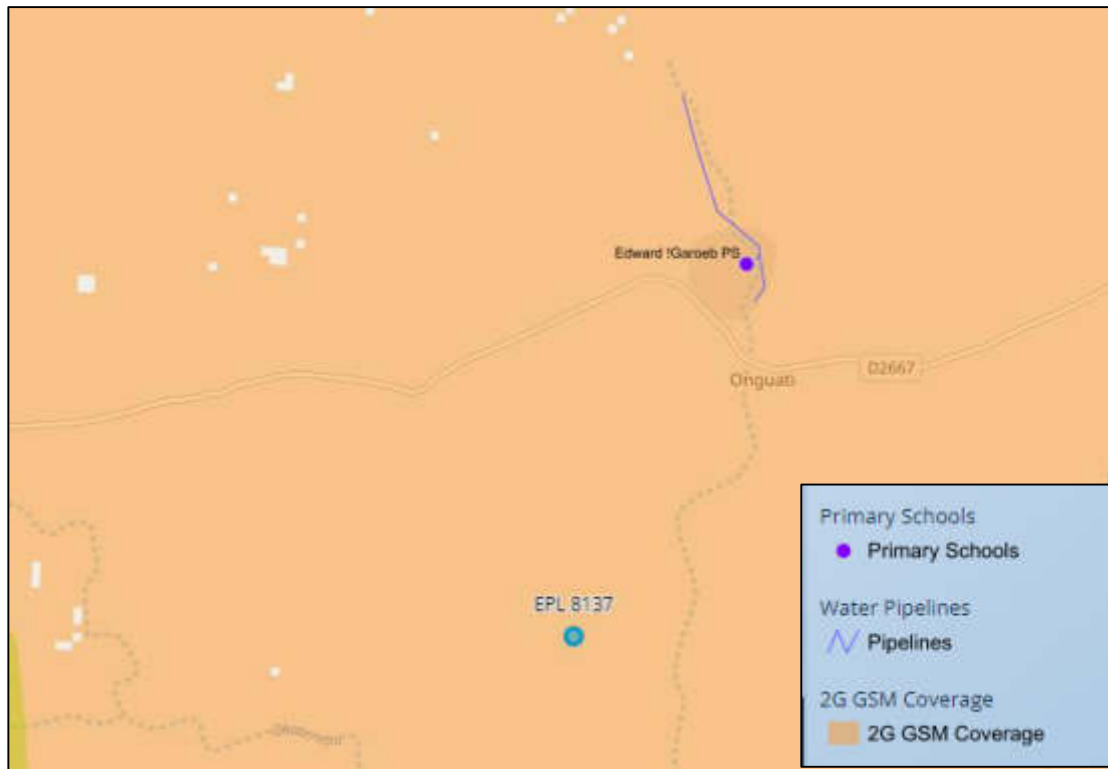 Edward !Garoeb PS
D2667
Onguati
EPL 8137
Primary Schools
Primary Schools
Water Pipelines
Pipelines
2G GSM Coverage
2G GSM Coverage